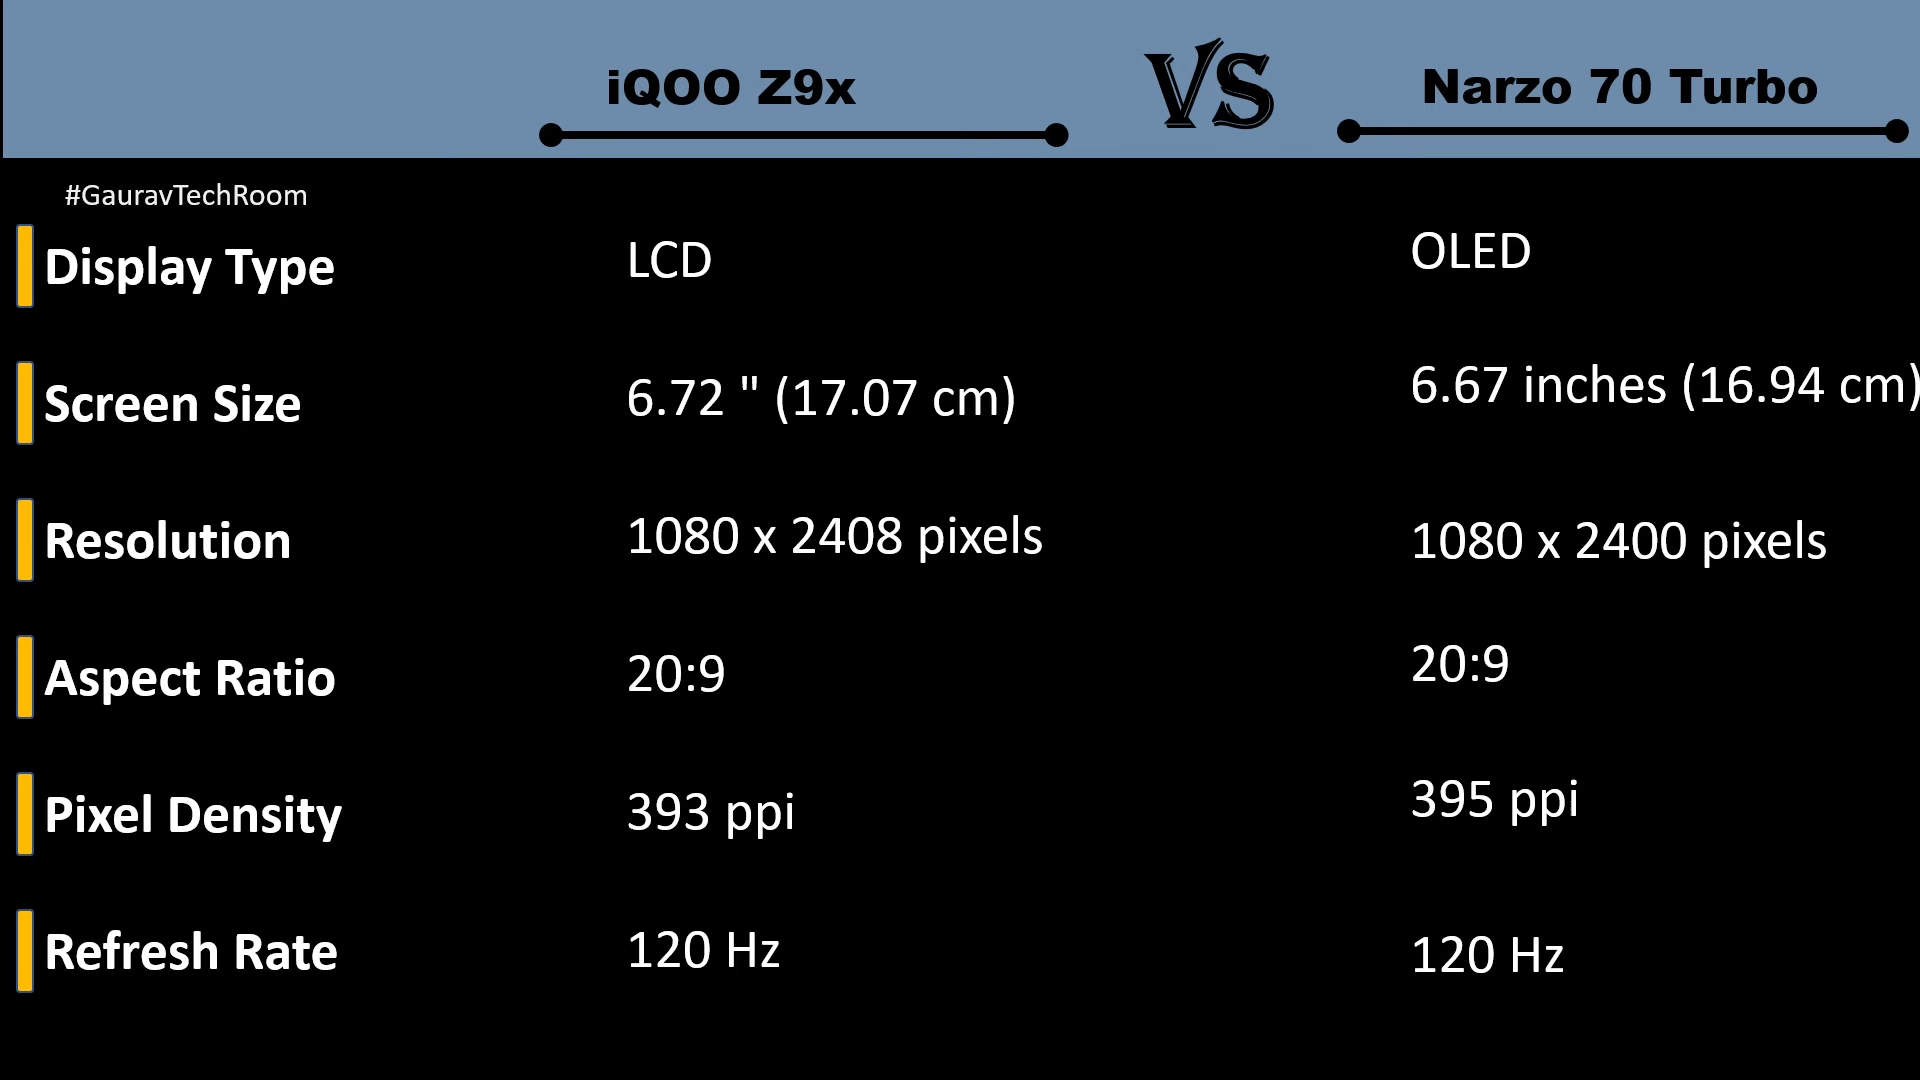 iQOO Z9x VS Narzo 70 Turbo
#GauravTechRoom
Display Type LCD OLED
Screen Size 6.72 " (17.07 cm) 6.67 inches (16.94 cm)
Resolution 1080 x 2408 pixels 1080 x 2400 pixels
Aspect Ratio 20:9 20:9
Pixel Density 393 ppi 395 ppi
Refresh Rate 120 Hz 120 Hz